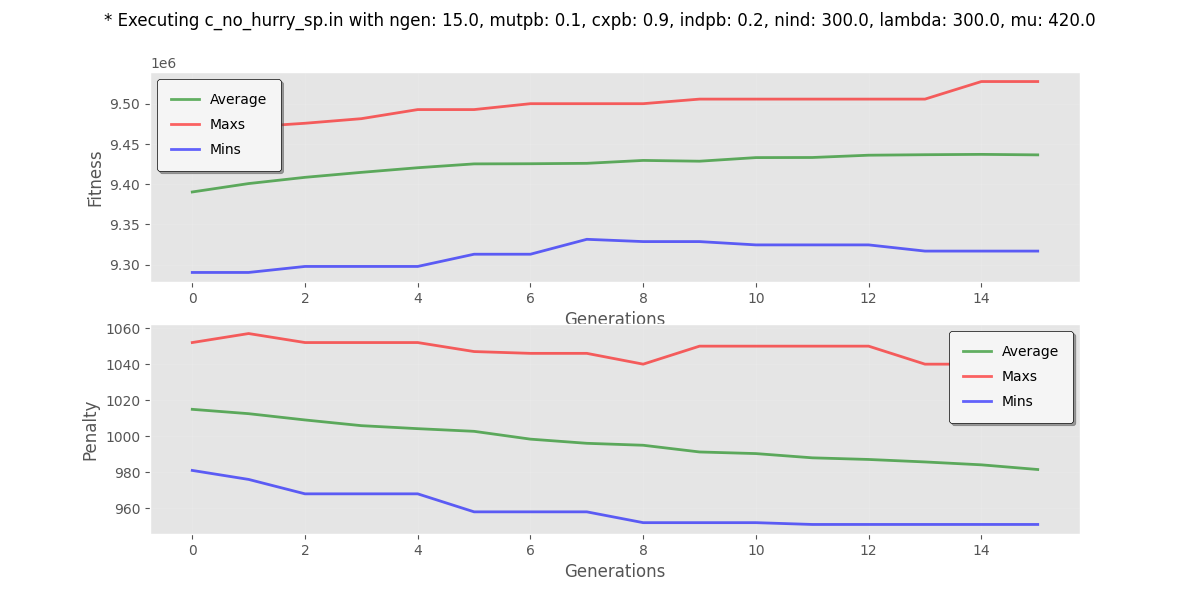 * Executing c_no_hurry_sp.in with ngen: 15.0, mutpb: 0.1, cxpb: 0.9, indpb: 0.2, nind: 300.0, lambda: 300.0, mu: 420.0
1e6
Average
Maxs
Mins
Fitness
9.50
9.45
9.40
9.35
9.30
0 2 4 6 8 10 12 14
Generations
Average
Maxs
Mins
Penalty
1060
1040
1020
1000
980
960
0 2 4 6 8 10 12 14
Generations